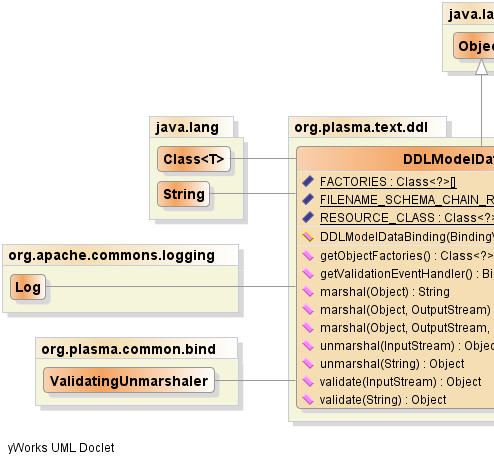 java.la
Obje
java.lang
Class<T>
String
org.plasma.text.ddl
DDLModelDat
FACTORIES : Class<?>[]
FILENAME_SCHEMA_CHAIN_R
RESOURCE_CLASS : Class<?>
DDLModelDataBinding(Binding
getObjectFactories() : Class<?>
getValidationEventHandler() : Bi
marshal(Object) : String
marshal(Object, OutputStream)
marshal(Object, OutputStream,
unmarshal(InputStream) : Objec
unmarshal(String) : Object
validate(InputStream) : Object
validate(String) : Object
org.apache.commons.logging
Log
org.plasma.common.bind
ValidatingUnmarshaler
yWorks UML Doclet